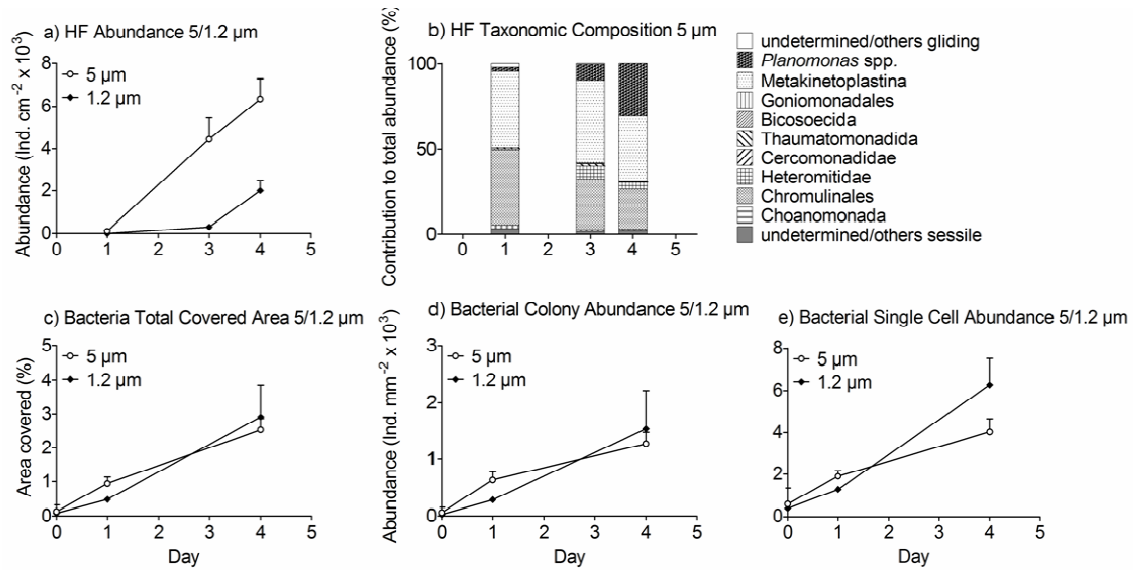 a) HF Abundance 5/1.2 µm
Abundance (Ind. cm⁻² x 10³)
8
6
4
2
0
5 µm
1.2 µm
0 1 2 3 4 5
b) HF Taxonomic Composition 5 µm
Contribution to total abundance (%)
100
50
0
0 1 2 3 4 5
undetermined/others gliding
Planomonas spp.
Metakinetoplastina
Goniomonadales
Bicosoecida
Thaumatomonadida
Cercomonadidae
Heteromitidae
Chromulinales
Choanomonada
undetermined/others sessile
c) Bacteria Total Covered Area 5/1.2 µm
Area covered (%)
5
4
3
2
1
0
5 µm
1.2 µm
0 1 2 3 4 5
Day
d) Bacterial Colony Abundance 5/1.2 µm
Abundance (Ind. mm⁻² x 10³)
3
2
1
0
5 µm
1.2 µm
0 1 2 3 4 5
Day
e) Bacterial Single Cell Abundance 5/1.2 µm
8
6
4
2
0
5 µm
1.2 µm
0 1 2 3 4 5
Day